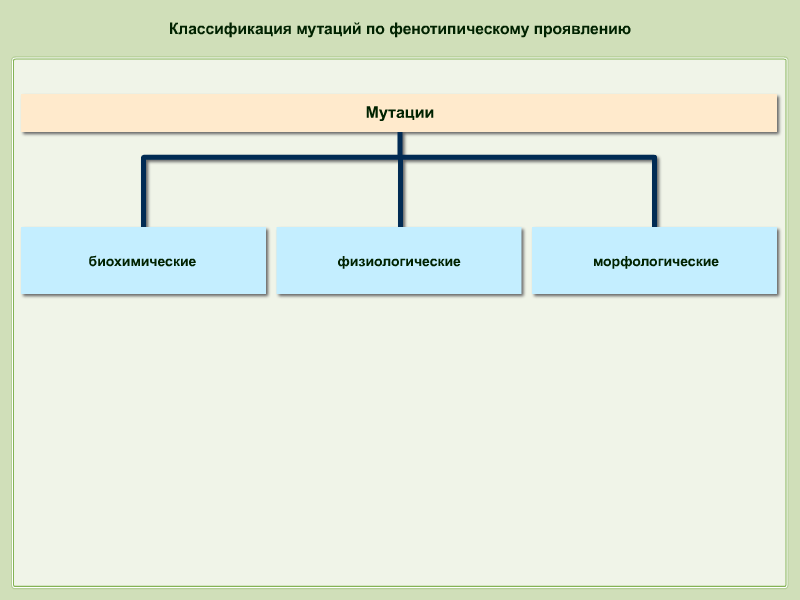 Классификация мутаций по фенотипическому проявлению
Мутации
биохимические
физиологические
морфологические